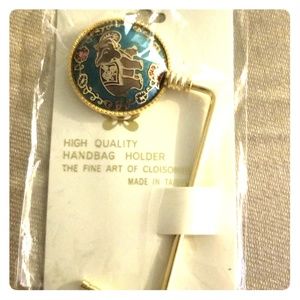 HIGH QUALITY
HANDBAG HOLDER
THE FINE ART OF
MADE IN